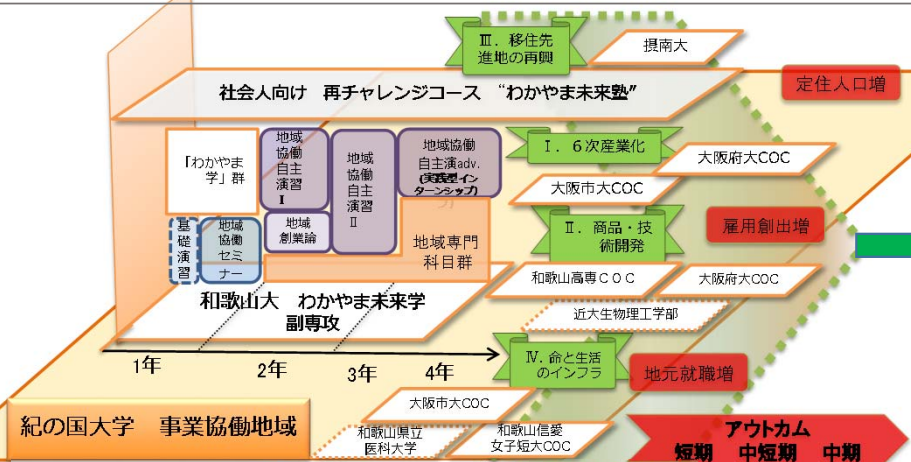 Ⅲ．移住先
進地の再興
摂南大
定住人口増
社会人向け 再チャレンジコース “わかやま未来塾”
「わかやま
学」群
地域
協働
自主
演習
Ⅰ
地域
協働
自主
演習
Ⅱ
地域協働
自主演adv.
(実践型イン
ターンシップ)
Ⅰ．６次産業化
大阪府大COC
大阪市大COC
基
礎
演
習
地域
協働
セミ
ナー
地域
創業論
地域専門
科目群
Ⅱ．商品・技
術開発
雇用創出増
和歌山高専ＣＯＣ
大阪府大COC
和歌山大 わかやま未来学
副専攻
近大生物理工学部
1年
2年
3年
4年
Ⅳ．命と生活
のインフラ
地元就職増
大阪市大COC
紀の国大学 事業協働地域
和歌山県立
医科大学
和歌山信愛
女子短大COC
アウトカム
短期 中短期 中期